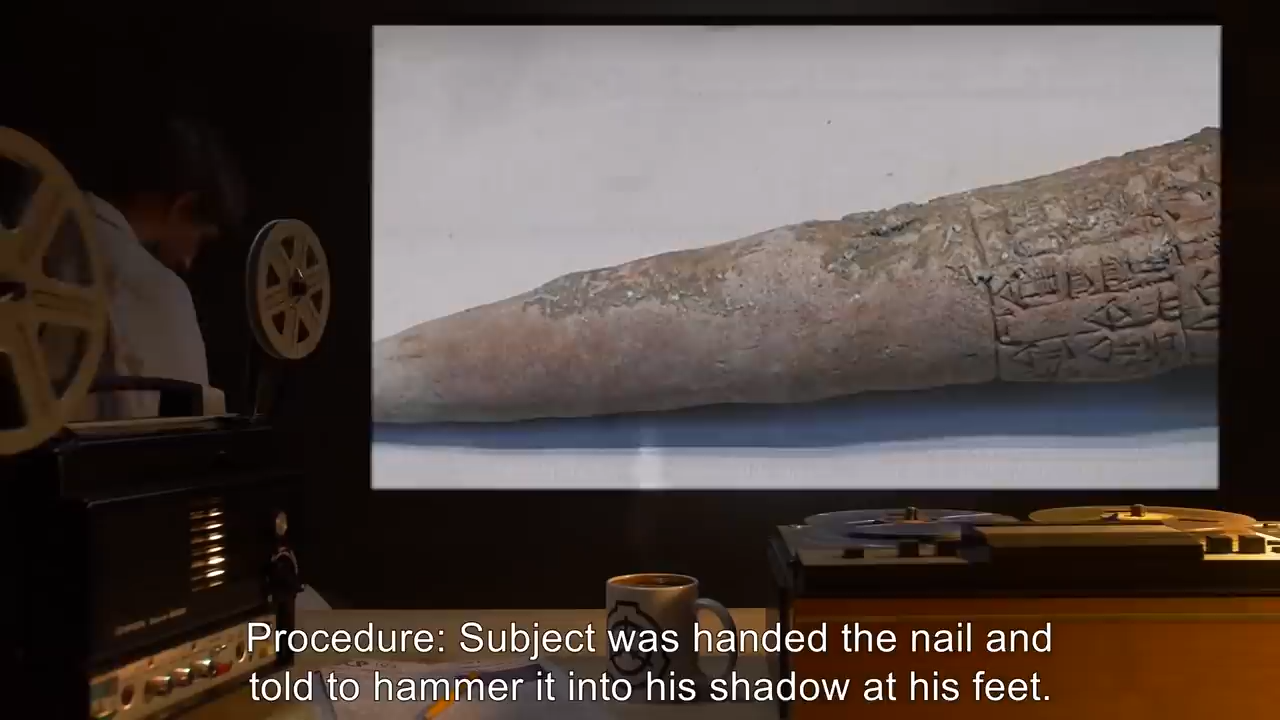 Procedure: Subject was handed the nail and
told to hammer it into his shadow at his feet.